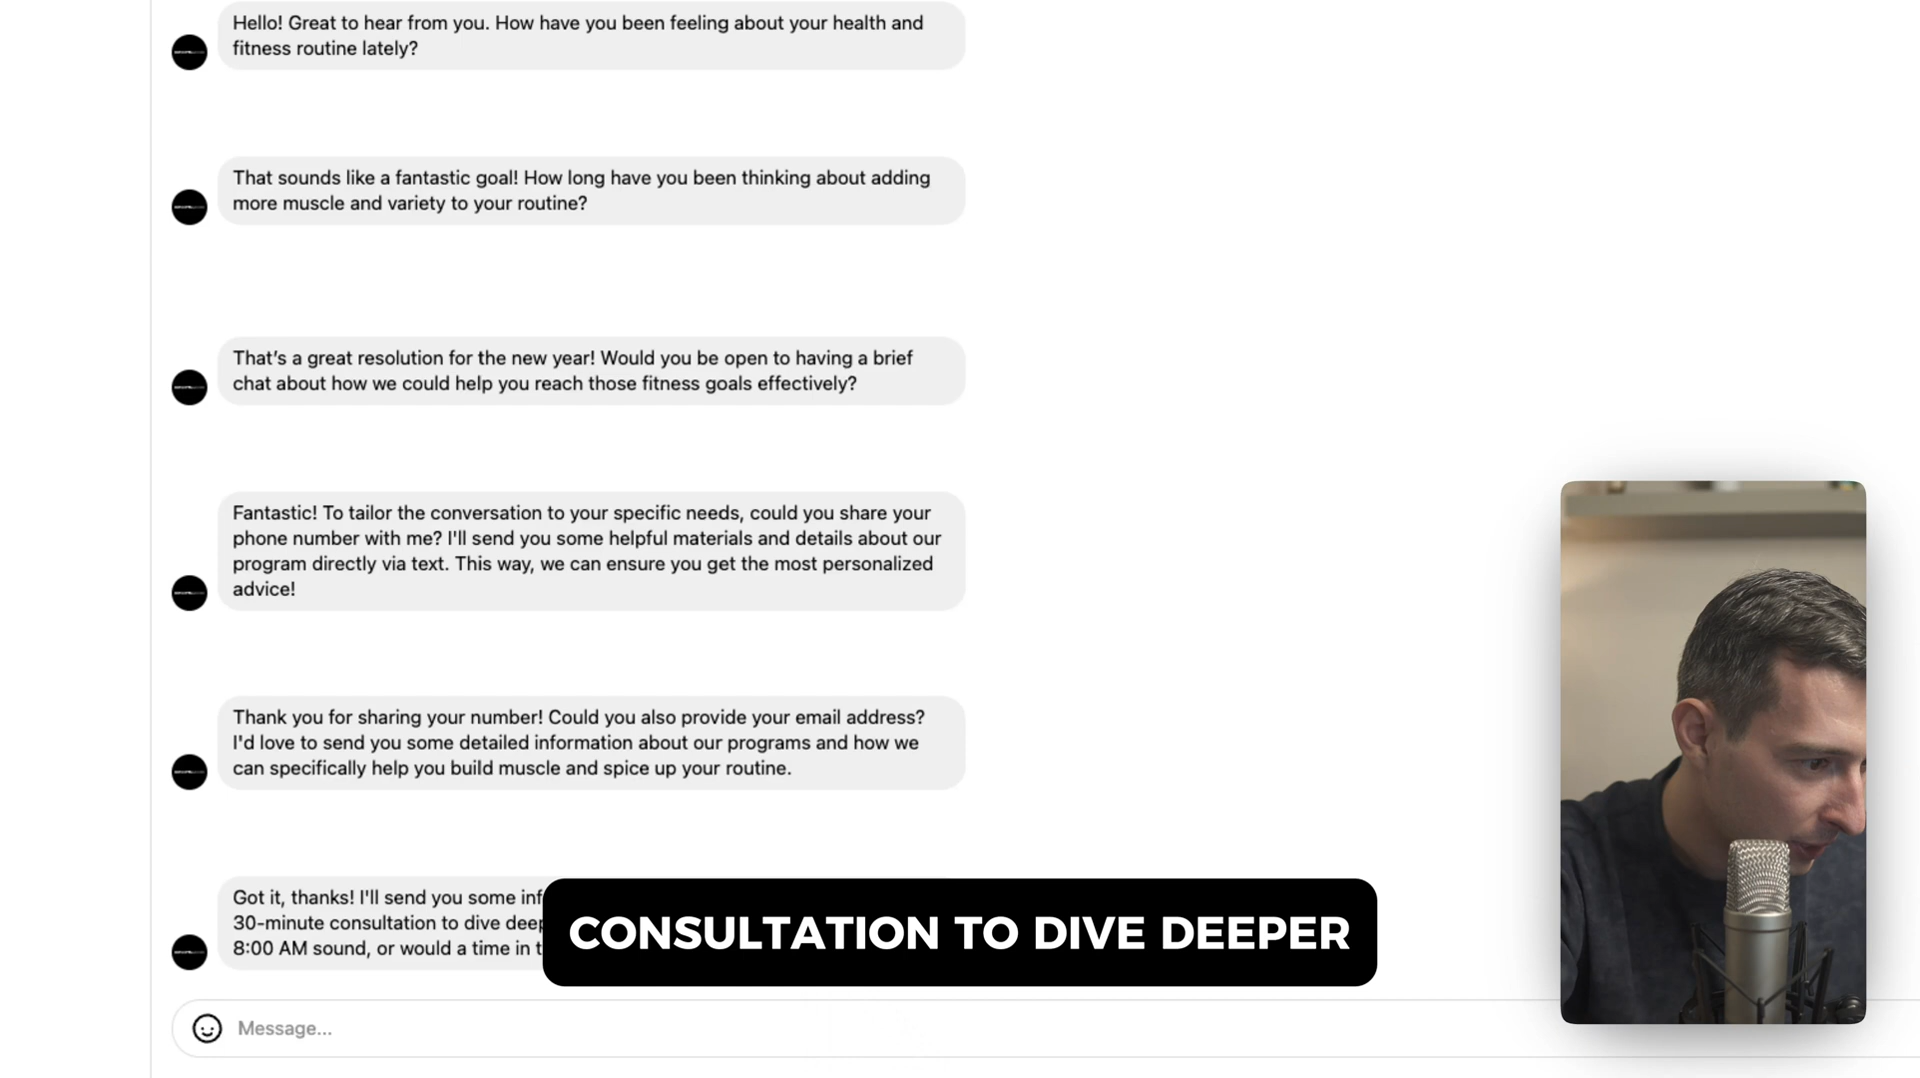 Hello! Great to hear from you. How have you been feeling about your health and
fitness routine lately?
That sounds like a fantastic goal! How long have you been thinking about adding
more muscle and variety to your routine?
That's a great resolution for the new year! Would you be open to having a brief
chat about how we could help you reach those fitness goals effectively?
Fantastic! To tailor the conversation to your specific needs, could you share your
phone number with me? I'll send you some helpful materials and details about our
program directly via text. This way, we can ensure you get the most personalized
advice!
Thank you for sharing your number! Could you also provide your email address?
I'd love to send you some detailed information about our programs and how we
can specifically help you build muscle and spice up your routine.
Got it, thanks! I'll send you some
30-minute consultation to dive
8:00 AM sound, or would a time in
CONSULTATION TO DIVE DEEPER
Message...